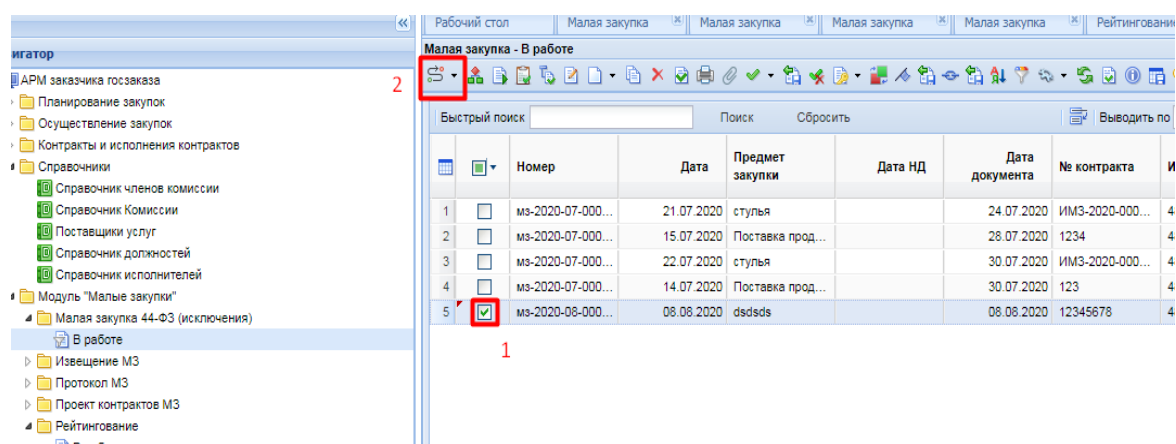 Рабочий стол Малая закупка Малая закупка Малая закупка Малая закупка Рейтингование
игатор
Малая закупка - В работе
2
АРМ заказчика госзаказа
Планирование закупок
Осуществление закупок
Контракты и исполнения контрактов
Справочники
Справочник членов комиссии
Справочник Комиссии
Поставщики услуг
Справочник должностей
Справочник исполнителей
Модуль "Малые закупки"
Малая закупка 44-ФЗ (исключения)
В работе
Извещение МЗ
Протокол МЗ
Проект контрактов МЗ
Рейтингование
Быстрый поиск Поиск Сбросить Выводить по
Номер Дата Предмет закупки Дата НД Дата документа № контракта И
1 мз-2020-07-000... 21.07.2020 стулья 24.07.2020 ИМЗ-2020-000... 4
2 мз-2020-07-000... 15.07.2020 Поставка прод... 28.07.2020 1234 4
3 мз-2020-07-000... 22.07.2020 стулья 30.07.2020 ИМЗ-2020-000... 4
4 мз-2020-07-000... 14.07.2020 Поставка прод... 30.07.2020 123 4
5 мз-2020-08-000... 08.08.2020 dsdsds 08.08.2020 12345678 4
1